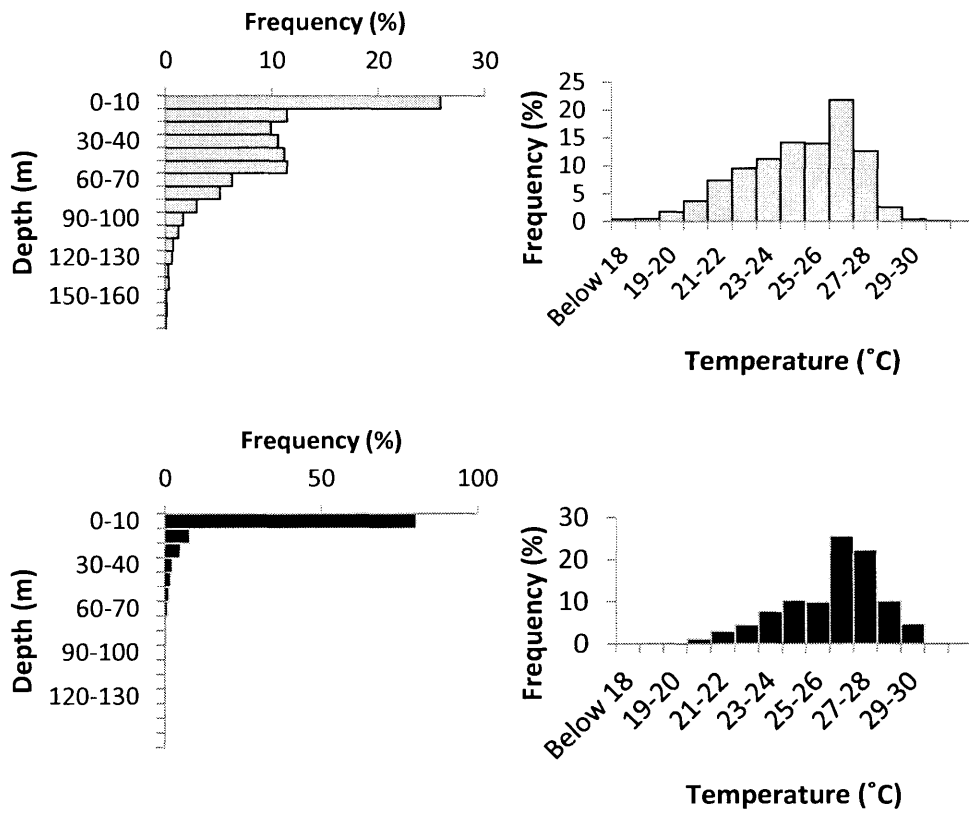 Frequency (%)
0 10 20 30
Depth (m)
0-10
30-40
60-70
90-100
120-130
150-160
Frequency (%)
25
20
15
10
5
0
Below 18
19-20
21-22
23-24
25-26
27-28
29-30
Temperature (˚C)
Frequency (%)
0 50 100
Depth (m)
0-10
30-40
60-70
90-100
120-130
Frequency (%)
30
20
10
0
Below 18
19-20
21-22
23-24
25-26
27-28
29-30
Temperature (˚C)